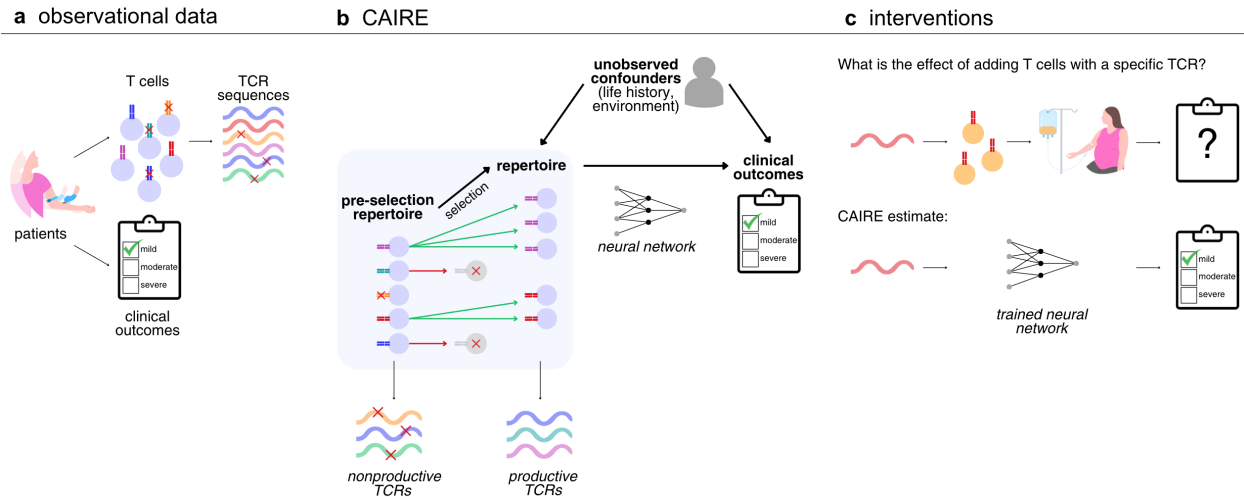 a observational data
T cells
TCR
sequences
patients
mild
moderate
severe
clinical
outcomes
b CAIRE
unobserved
confounders
(life history,
environment)
repertoire
selection
pre-selection
repertoire
clinical
outcomes
neural network
mild
moderate
severe
nonproductive
TCRs
productive
TCRs
c interventions
What is the effect of adding T cells with a specific TCR?
?
CAIRE estimate:
trained neural
network
mild
moderate
severe